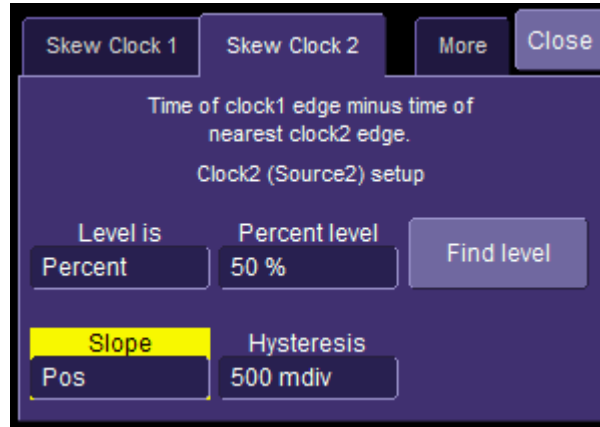 Skew Clock 1 Skew Clock 2 More Close
Time of clock1 edge minus time of
nearest clock2 edge.
Clock2 (Source2) setup
Level is Percent level
Percent 50 % Find level
Slope Hysteresis
Pos 500 mdiv